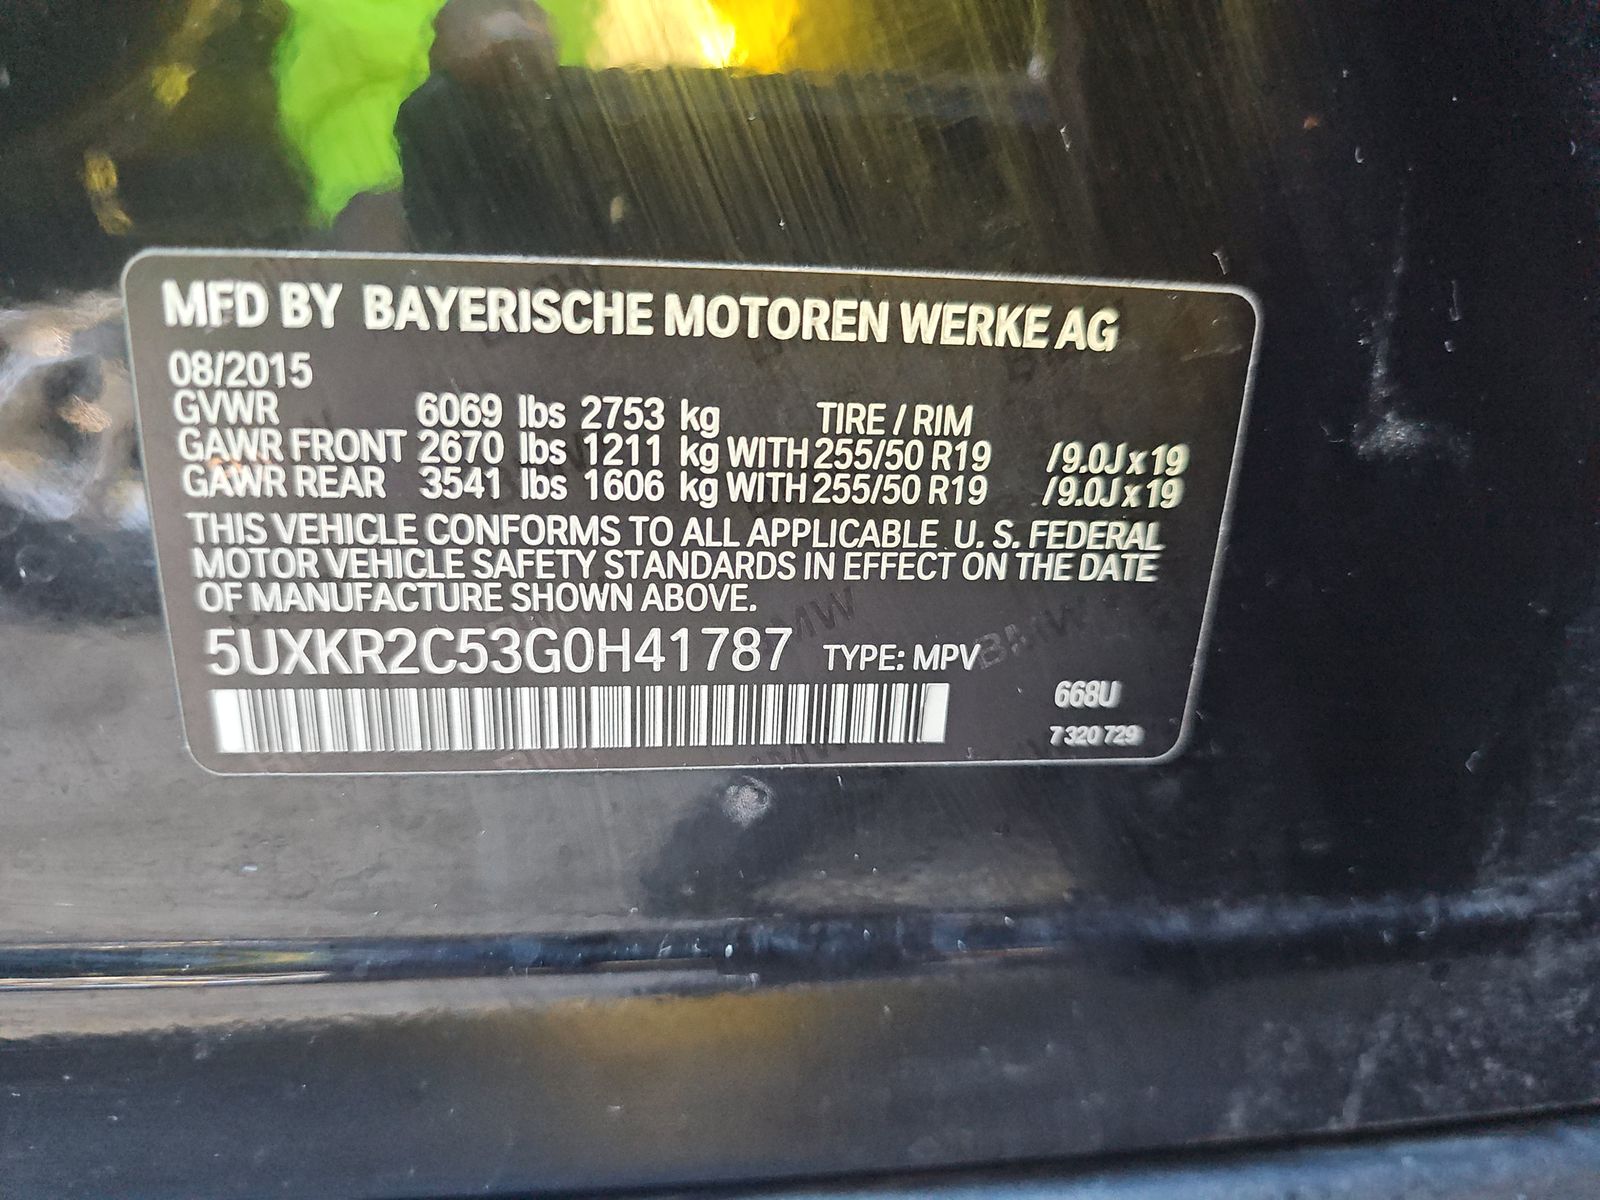 MFD BY BAYERISCHE MOTOREN WERKE AG
08/2015
GVWR 6069 lbs 2753 kg TIRE / RIM
GAWR FRONT 2670 lbs 1211 kg WITH 255/50 R19 /9.0J x 19
GAWR REAR 3541 lbs 1606 kg WITH 255/50 R19 /9.0J x 19
THIS VEHICLE CONFORMS TO ALL APPLICABLE U. S. FEDERAL
MOTOR VEHICLE SAFETY STANDARDS IN EFFECT ON THE DATE
OF MANUFACTURE SHOWN ABOVE.
5UXKR2C53G0H41787 TYPE: MPV
668U
7 320 729